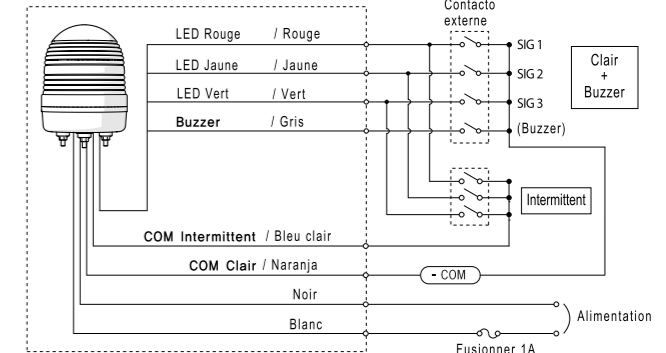 Contacto
externe
LED Rouge / Rouge
SIG 1
LED Jaune / Jaune
SIG 2
LED Vert / Vert
SIG 3
Buzzer / Gris
(Buzzer)
Clair
+
Buzzer
Intermittent
COM Intermittent / Bleu clair
COM Clair / Naranja
- COM
Noir
Blanc
Alimentation
Fusionner 1A